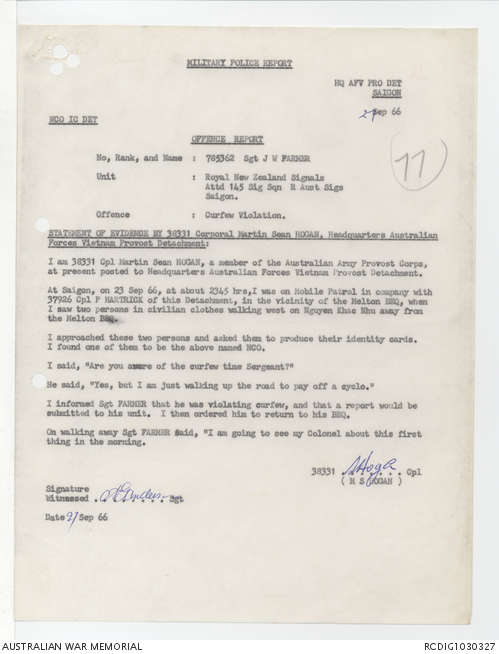 MILITARY POLICE REPORT
HQ AFV PRO DET
SAIGON
Sep 66
NCO IC DET
OFFENCE REPORT
77
No, Rank, and Name : 785362 Sgt J W FARMER
Unit : Royal New Zealand Signals
Attd 145 Sig Sqn R Aust Sigs
Saigon.
Offence : Curfew Violation.
STATEMENT OF EVIDENCE BY 38331 Corporal Martin Sean HOGAN, Headquarters Australian
Forces Vietnam Provost Detachment:
I am 38331 Cpl Martin Sean HOGAN, a member of the Australian Army Provost Corps,
at present posted to Headquarters Australian Forces Vietnam Provost Detachment.
At Saigon, on 23 Sep 66, at about 2345 hrs, I was on Mobile Patrol in company with
37926 Cpl P HARTRICK of this Detachment, in the vicinity of the Melton BEQ, when
I saw two persons in civilian clothes walking west on Nguyen Khac Nhu away from
the Melton BEQ.
I approached these two persons and asked them to produce their identity cards.
I found one of them to be the above named NCO.
I said, "Are you aware of the curfew time Sergeant?"
He said, "Yes, but I am just walking up the road to pay off a cyclo."
I informed Sgt FARMER that he was violating curfew, and that a report would be
submitted to his unit. I then ordered him to return to his BEQ.
On walking away Sgt FARMER said, "I am going to see my Colonel about this first
thing in the morning.
38331 MHogan Cpl
( M S HOGAN )
Signature
Witnessed . . . . . . . . Sgt
Date Sep 66
AUSTRALIAN WAR MEMORIAL
RCDIG1030327